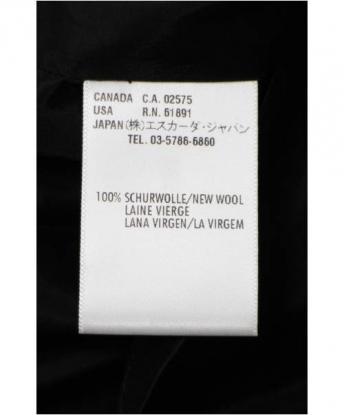 CANADA C.A. 02575
USA R.N. 61891
JAPAN (株)エスカーダ・ジャパン
TEL. 03-5786-6860
100% SCHURWOLLE/NEW WOOL
LAINE VIERGE
LANA VIRGEN/LA VIRGEM